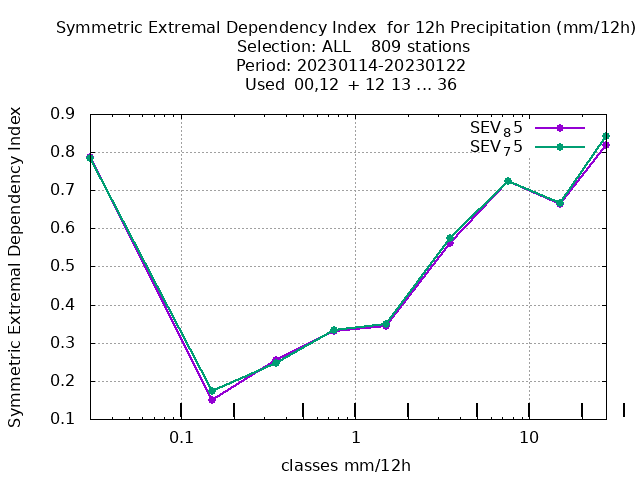 Symmetric Extremal Dependency Index  for 12h Precipitation (mm/12h)
Selection: ALL    809 stations
Period: 20230114-20230122
Used  00,12  + 12 13 ... 36
Symmetric Extremal Dependency Index
0.9
0.8
0.7
0.6
0.5
0.4
0.3
0.2
0.1
SEV₈5
SEV₇5
0.1
1
10
classes mm/12h